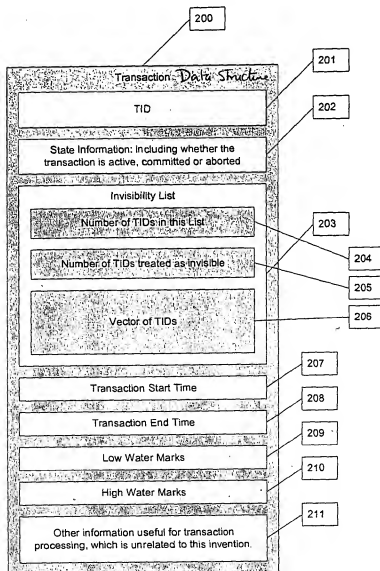 200
Transaction Data Structure
201
TID
202
State Information: Including whether the
transaction is active, committed or aborted
Invisibility List
Number of TIDs in this List
203
204
Number of TIDs treated as invisible
205
Vector of TIDs
206
Transaction Start Time
207
Transaction End Time
208
Low Water Marks
209
High Water Marks
210
Other information useful for transaction
processing, which is unrelated to this invention.
211